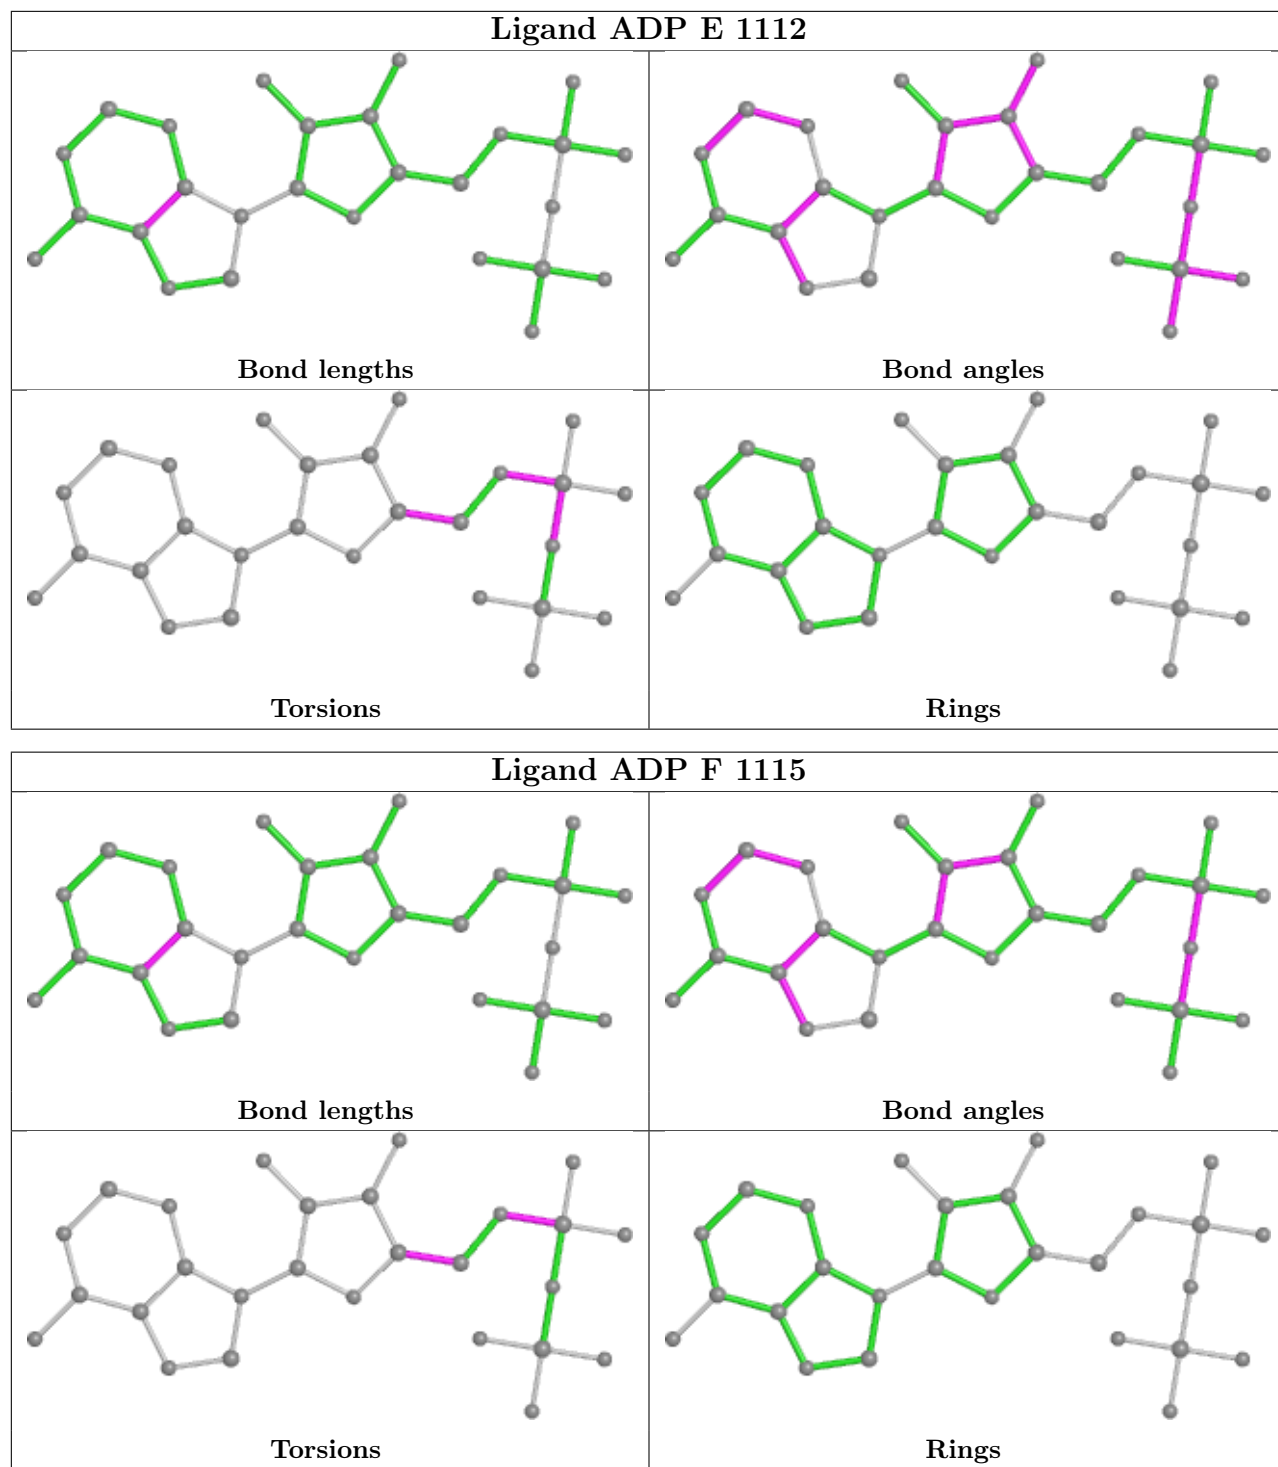 Ligand ADP E 1112
Bond lengths
Bond angles
Torsions
Rings
Ligand ADP F 1115
Bond lengths
Bond angles
Torsions
Rings